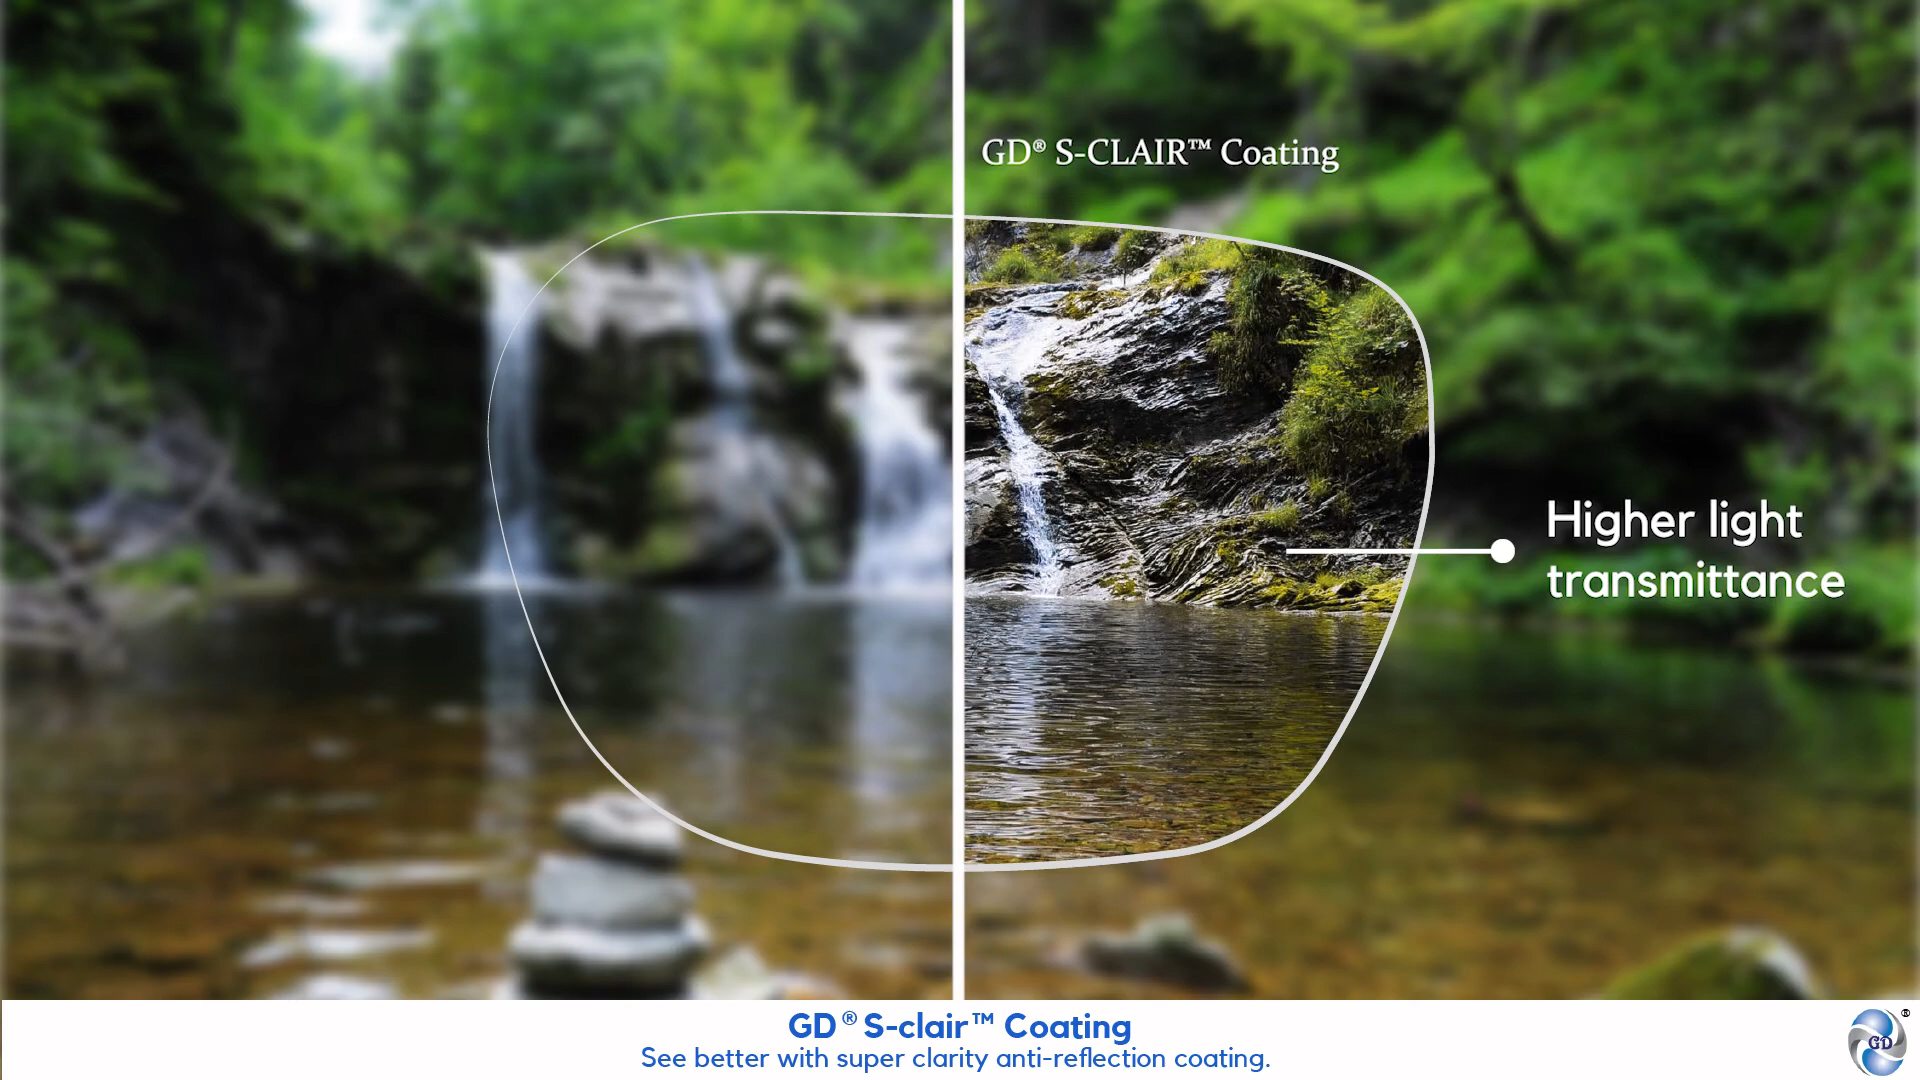 GD® S-CLAIR™ Coating
Higher light
transmittance
GD® S-clair™ Coating
See better with super clarity anti-reflection coating.
GD
®